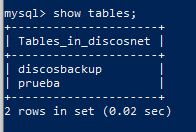 mysql> show tables;
+---------------------+
| Tables_in_discosnet |
+---------------------+
| discosbackup        |
| prueba              |
+---------------------+
2 rows in set (0.02 sec)